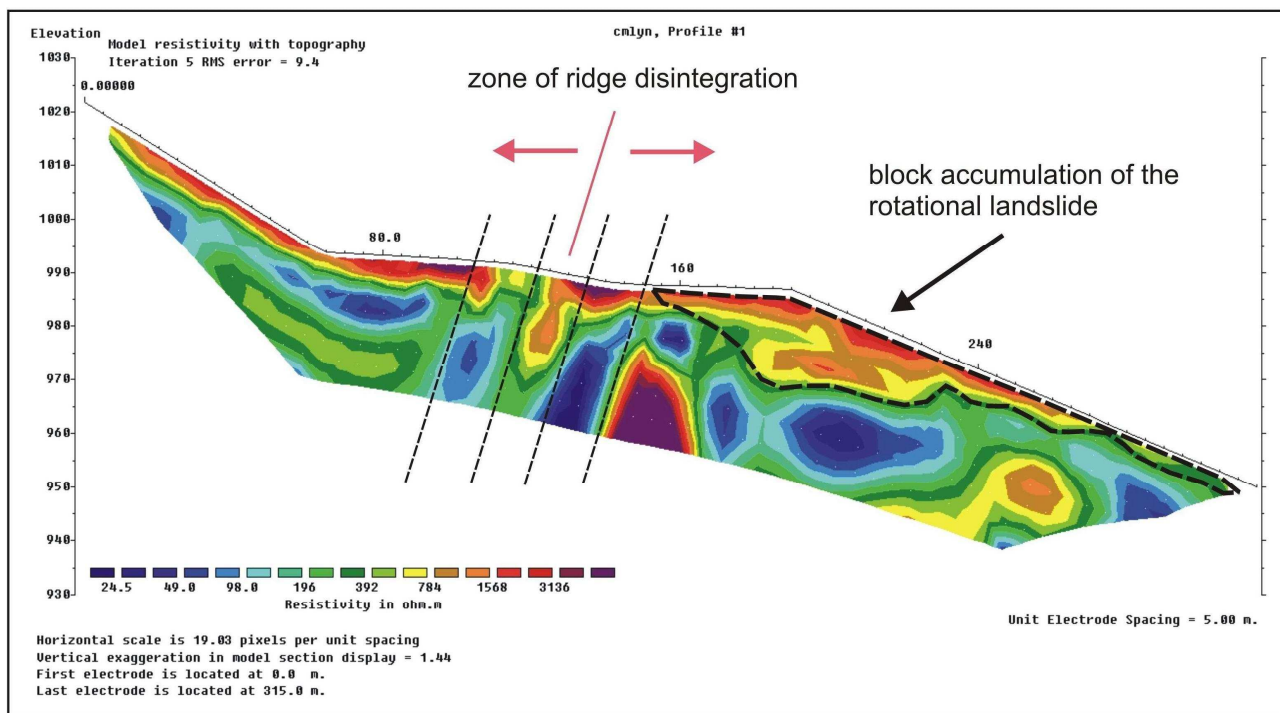 Elevation
Model resistivity with topography
cmlyn, Profile #1
Iteration 5 RMS error = 9.4
1030
0.00000
zone of ridge disintegration
1020
1010
block accumulation of the
rotational landslide
1000
80.0
990
160
980
240
970
960
950
940
930
24.5 49.0 98.0 196 392 784 1568 3136
Resistivity in ohm.m
Unit Electrode Spacing = 5.00 m.
Horizontal scale is 19.03 pixels per unit spacing
Vertical exaggeration in model section display = 1.44
First electrode is located at 0.0 m.
Last electrode is located at 315.0 m.